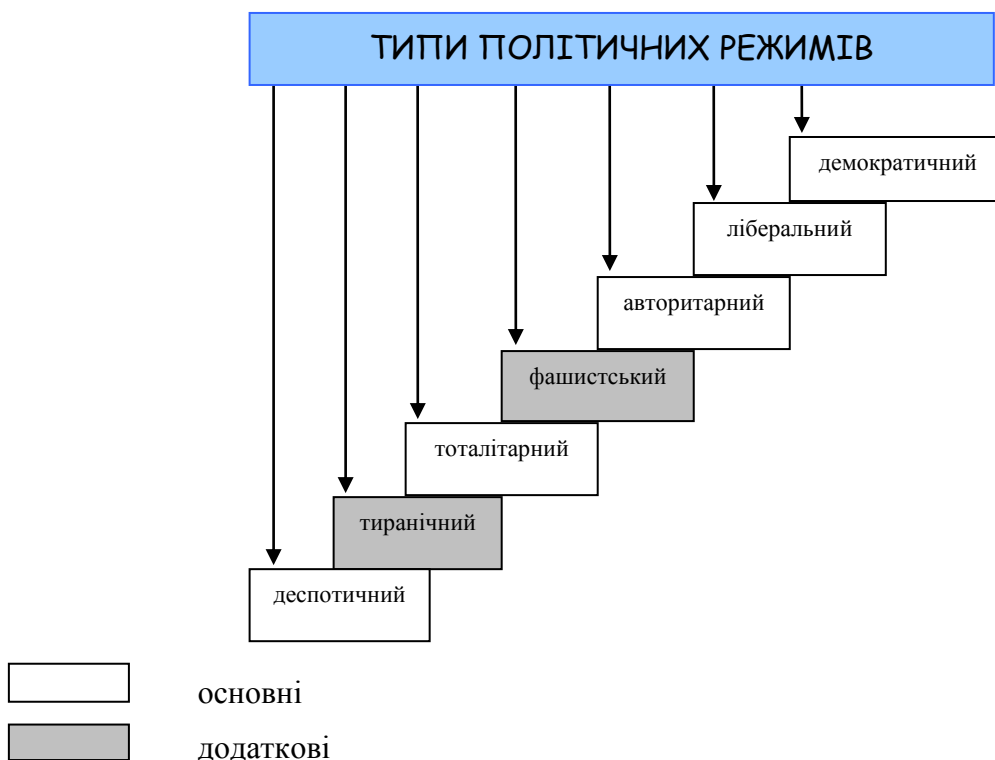 ТИПИ ПОЛІТИЧНИХ РЕЖИМІВ
демократичний
ліберальний
авторитарний
фашистський
тоталітарний
тиранічний
деспотичний
основні
додаткові